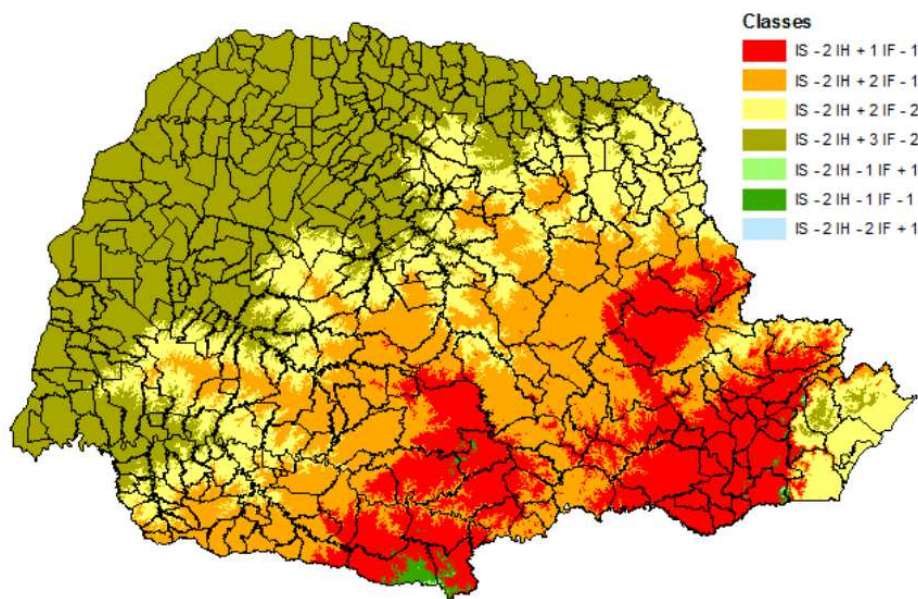 Classes
IS - 2 IH + 1 IF - 1
IS - 2 IH + 2 IF - 1
IS - 2 IH + 2 IF - 2
IS - 2 IH + 3 IF - 2
IS - 2 IH - 1 IF + 1
IS - 2 IH - 1 IF - 1
IS - 2 IH - 2 IF + 1